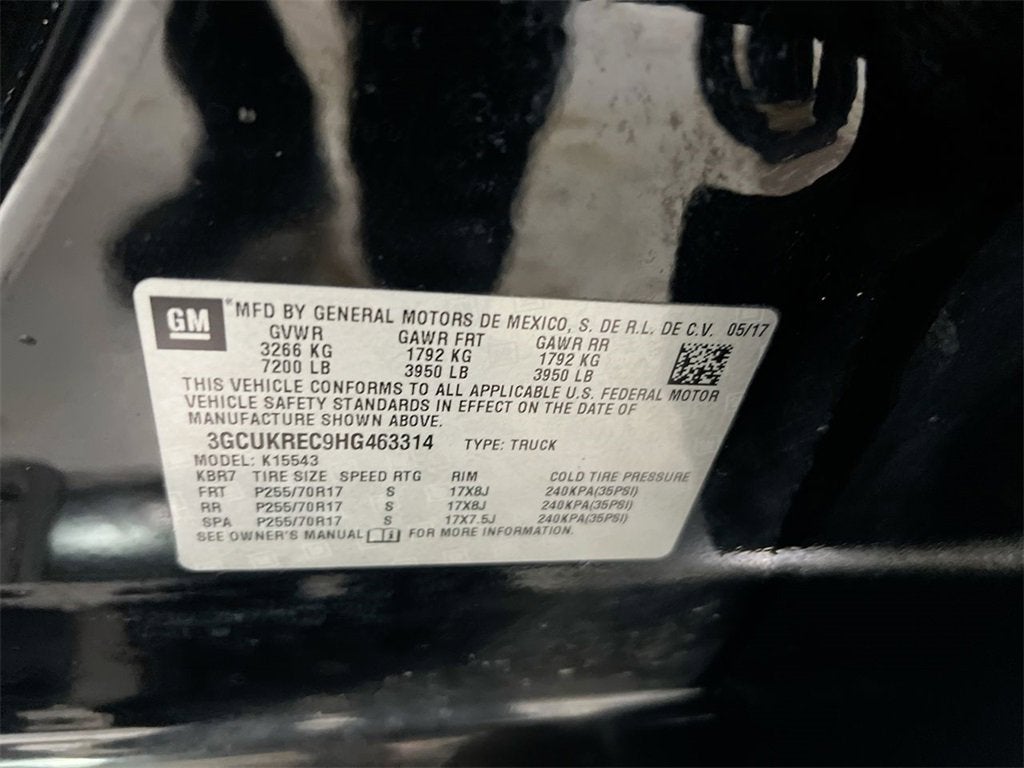 GM
*MFD BY GENERAL MOTORS DE MEXICO, S. DE R.L. DE C.V. 05/17
GVWR GAWR FRT GAWR RR
3266 KG 1792 KG 1792 KG
7200 LB 3950 LB 3950 LB
THIS VEHICLE CONFORMS TO ALL APPLICABLE U.S. FEDERAL MOTOR
VEHICLE SAFETY STANDARDS IN EFFECT ON THE DATE OF
MANUFACTURE SHOWN ABOVE.
3GCUKREC9HG463314 TYPE: TRUCK
MODEL: K15543
KBR7 TIRE SIZE SPEED RTG RIM COLD TIRE PRESSURE
FRT P255/70R17 S 17X8J 240KPA(35PSI)
RR P255/70R17 S 17X8J 240KPA(35PSI)
SPA P255/70R17 S 17X7.5J 240KPA(35PSI)
SEE OWNER'S MANUAL FOR MORE INFORMATION.